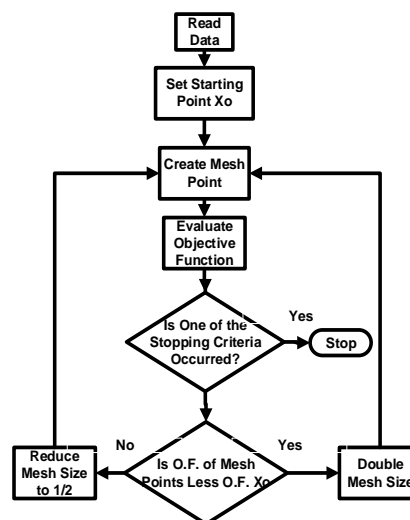 Read
Data
Set Starting
Point Xo
Create Mesh
Point
Evaluate
Objective
Function
Is One of the
Stopping Criteria
Occurred?
Yes
Stop
No
Is O.F. of Mesh
Points Less O.F. Xo
Yes
Reduce
Mesh Size
to 1/2
Double
Mesh Size